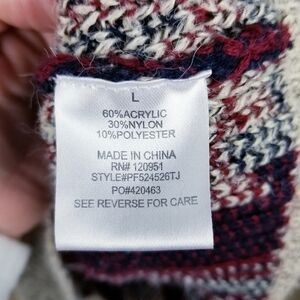 L
60%ACRYLIC
30%NYLON
10%POLYESTER
MADE IN CHINA
RN# 120951
STYLE#PF524526TJ
PO#420463
SEE REVERSE FOR CARE